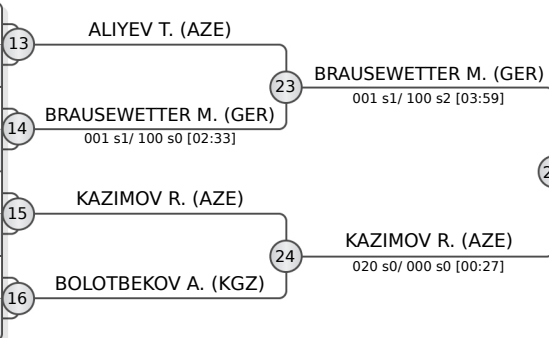 ALIYEV T. (AZE)
13
23
BRAUSEWETTER M. (GER)
001 s1/ 100 s2 [03:59]
14
BRAUSEWETTER M. (GER)
001 s1/ 100 s0 [02:33]
KAZIMOV R. (AZE)
15
24
KAZIMOV R. (AZE)
020 s0/ 000 s0 [00:27]
BOLOTBEKOV A. (KGZ)
16